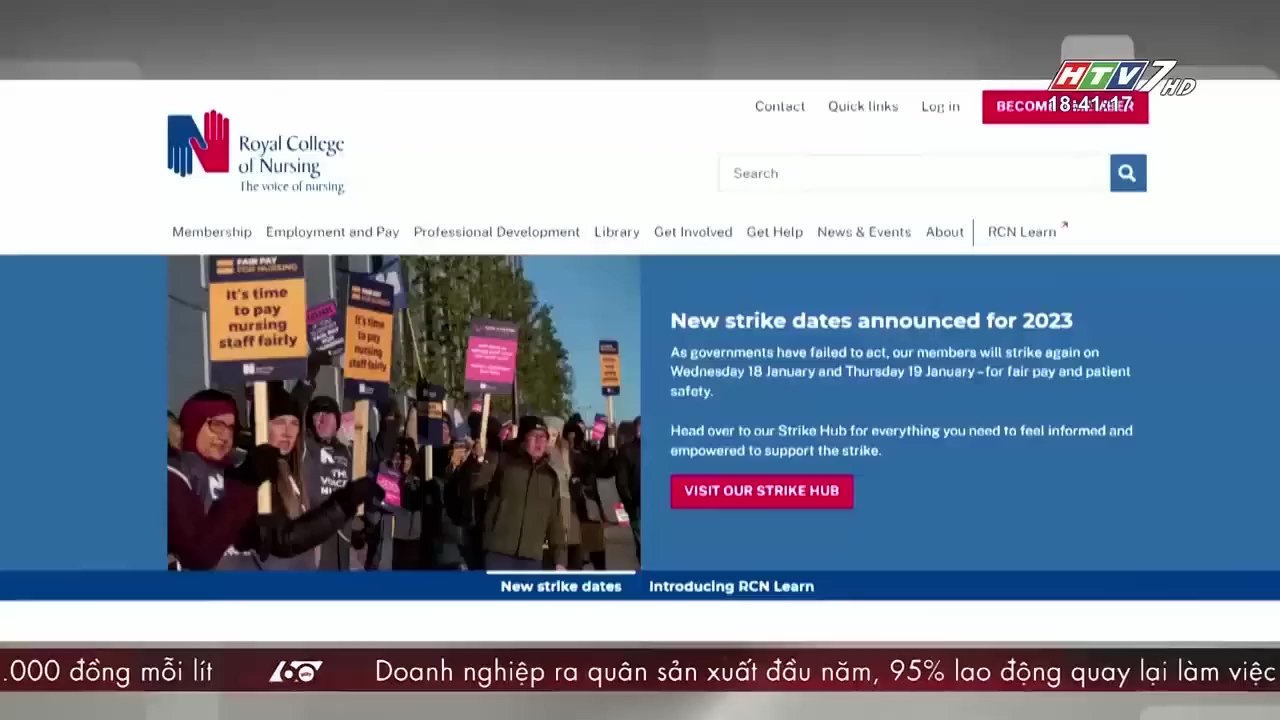 HTV7 HD
18:41:17
Contact Quick links Log in BECOME
Royal College
of Nursing
The voice of nursing
Search
Membership Employment and Pay Professional Development Library Get Involved Get Help News & Events About RCN Learn
FAIR PAY
FOR NURSING
It's time
to pay
nursing
staff fairly
It's time
to pay
nursing
staff fairly
New strike dates announced for 2023
As governments have failed to act, our members will strike again on
Wednesday 18 January and Thursday 19 January – for fair pay and patient
safety.
Head over to our Strike Hub for everything you need to feel informed and
empowered to support the strike.
VISIT OUR STRIKE HUB
New strike dates Introducing RCN Learn
.000 đồng mỗi lít 60 Doanh nghiệp ra quân sản xuất đầu năm, 95% lao động quay lại làm việc